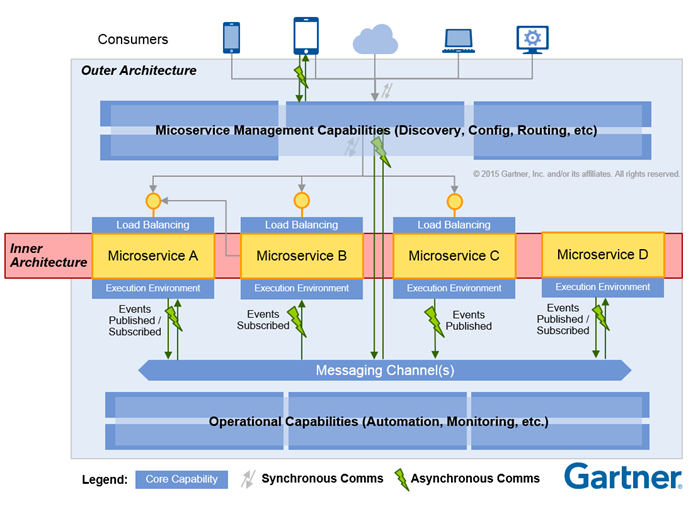 Consumers
Outer Architecture
Micoservice Management Capabilities (Discovery, Config, Routing, etc)
© 2015 Gartner, Inc. and/or its affiliates. All rights reserved.
Load Balancing
Load Balancing
Load Balancing
Inner
Architecture
Microservice A
Microservice B
Microservice C
Microservice D
Execution Environment
Execution Environment
Execution Environment
Execution Environment
Events
Published /
Subscribed
Events
Subscribed
Events
Published
Events
Published /
Subscribed
Messaging Channel(s)
Operational Capabilities (Automation, Monitoring, etc.)
Legend:
Core Capability
Synchronous Comms
Asynchronous Comms
Gartner®